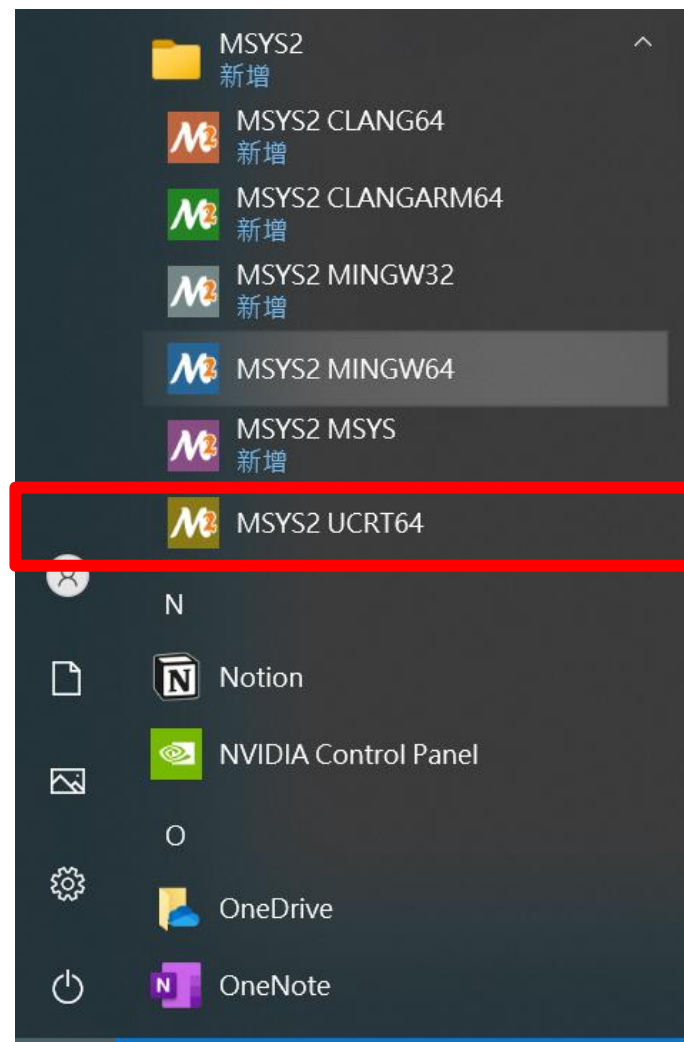 MSYS2
新增
MSYS2 CLANG64
新增
MSYS2 CLANGARM64
新增
MSYS2 MINGW32
新增
MSYS2 MINGW64
MSYS2 MSYS
新增
MSYS2 UCRT64
N
Notion
NVIDIA Control Panel
O
OneDrive
OneNote